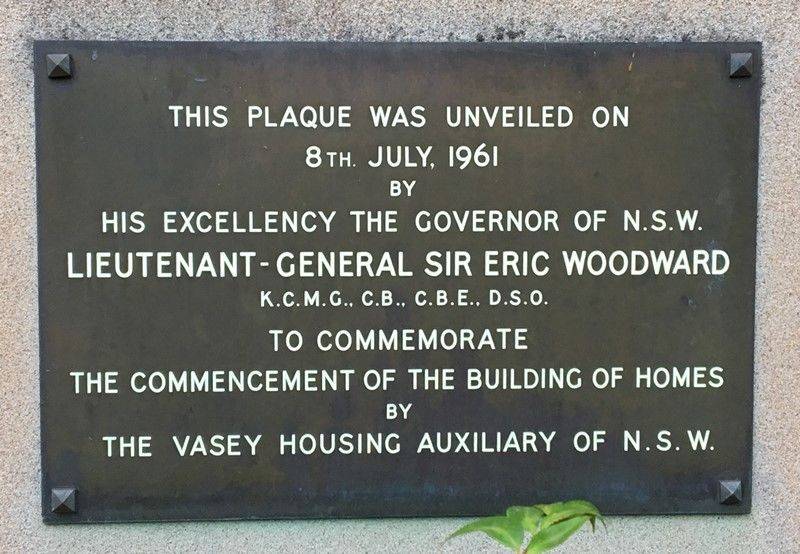 THIS PLAQUE WAS UNVEILED ON
8TH. JULY, 1961
BY
HIS EXCELLENCY THE GOVERNOR OF N.S.W.
LIEUTENANT-GENERAL SIR ERIC WOODWARD
K.C.M.G., C.B., C.B.E., D.S.O.
TO COMMEMORATE
THE COMMENCEMENT OF THE BUILDING OF HOMES
BY
THE VASEY HOUSING AUXILIARY OF N.S.W.